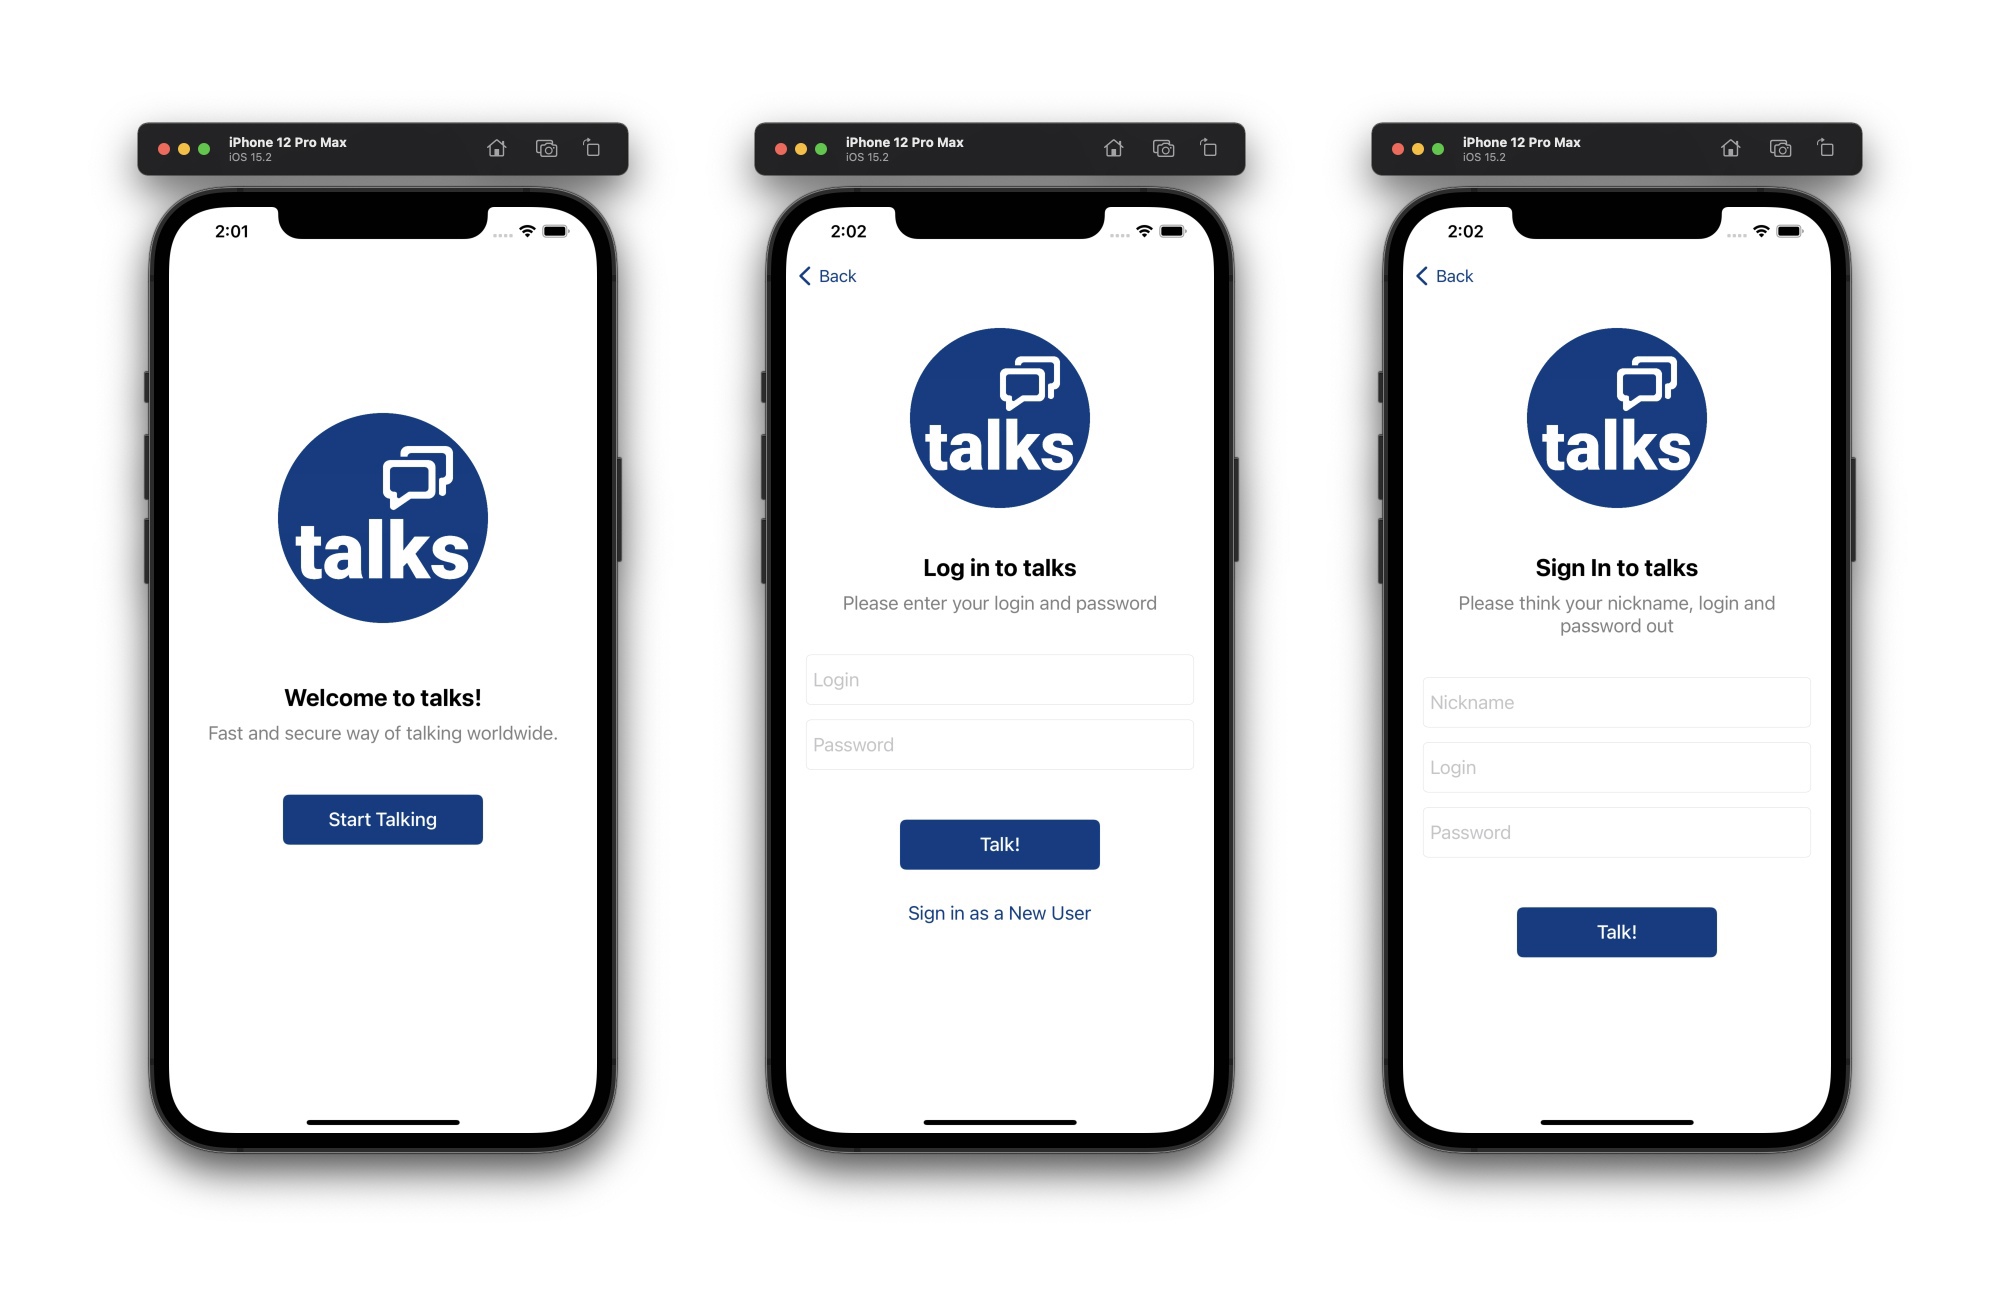 iPhone 12 Pro Max
iOS 15.2
2:01
talks
Welcome to talks!
Fast and secure way of talking worldwide.
Start Talking
iPhone 12 Pro Max
iOS 15.2
2:02
Back
talks
Log in to talks
Please enter your login and password
Login
Password
Talk!
Sign in as a New User
iPhone 12 Pro Max
iOS 15.2
2:02
Back
talks
Sign In to talks
Please think your nickname, login and
password out
Nickname
Login
Password
Talk!